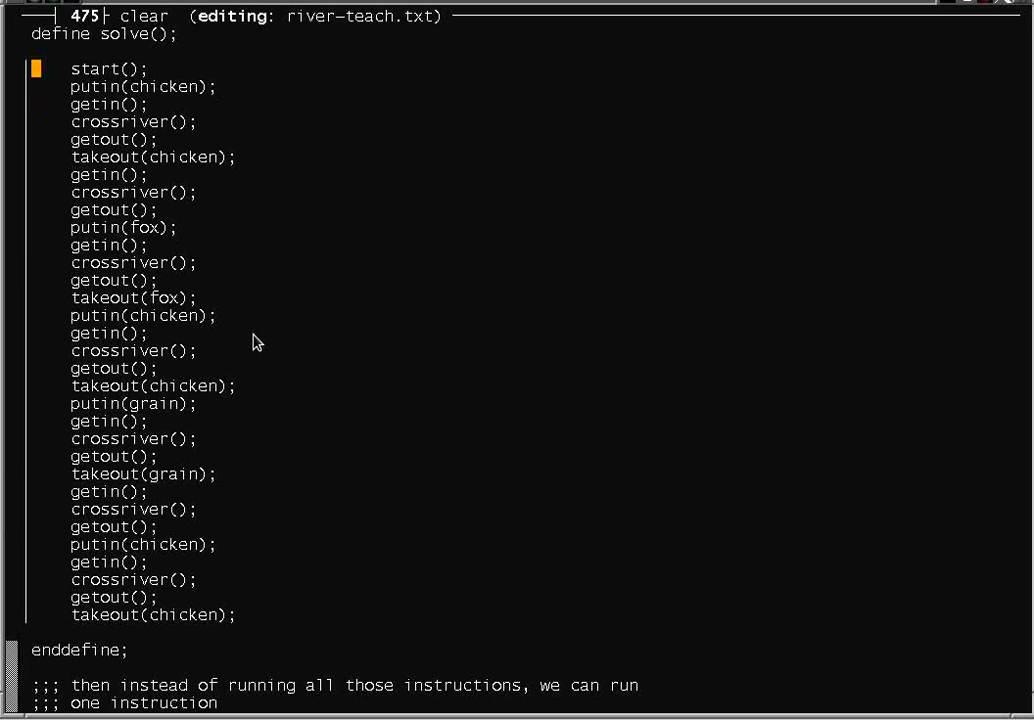 475 clear (editing: river-teach.txt)
define solve();
start();
putin(chicken);
getin();
crossriver();
getout();
takeout(chicken);
getin();
crossriver();
getout();
putin(fox);
getin();
crossriver();
getout();
takeout(fox);
putin(chicken);
getin();
crossriver();
getout();
takeout(chicken);
putin(grain);
getin();
crossriver();
getout();
takeout(grain);
getin();
crossriver();
getout();
putin(chicken);
getin();
crossriver();
getout();
takeout(chicken);
enddefine;
;;; then instead of running all those instructions, we can run
;;; one instruction